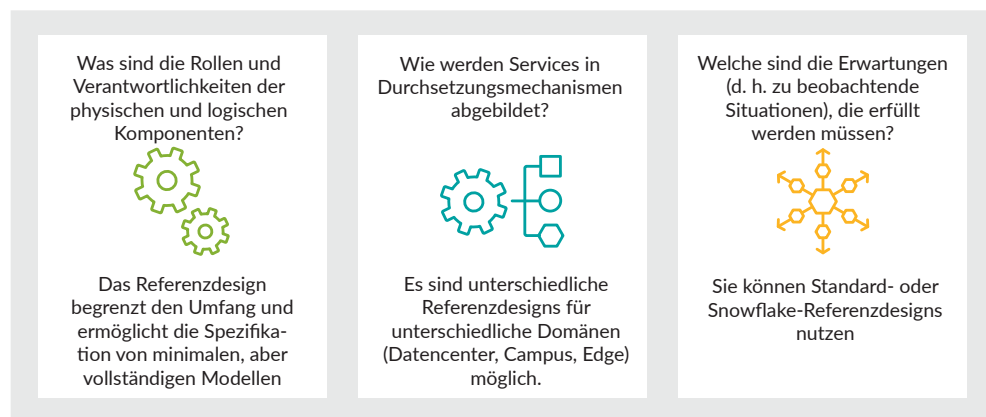 Was sind die Rollen und
Verantwortlichkeiten der
physischen und logischen
Komponenten?
Das Referenzdesign
begrenzt den Umfang und
ermöglicht die Spezifika-
tion von minimalen, aber
vollständigen Modellen
Wie werden Services in
Durchsetzungsmechanismen
abgebildet?
Es sind unterschiedliche
Referenzdesigns für
unterschiedliche Domänen
(Datencenter, Campus, Edge)
möglich.
Welche sind die Erwartungen
(d. h. zu beobachtende
Situationen), die erfüllt
werden müssen?
Sie können Standard- oder
Snowflake-Referenzdesigns
nutzen